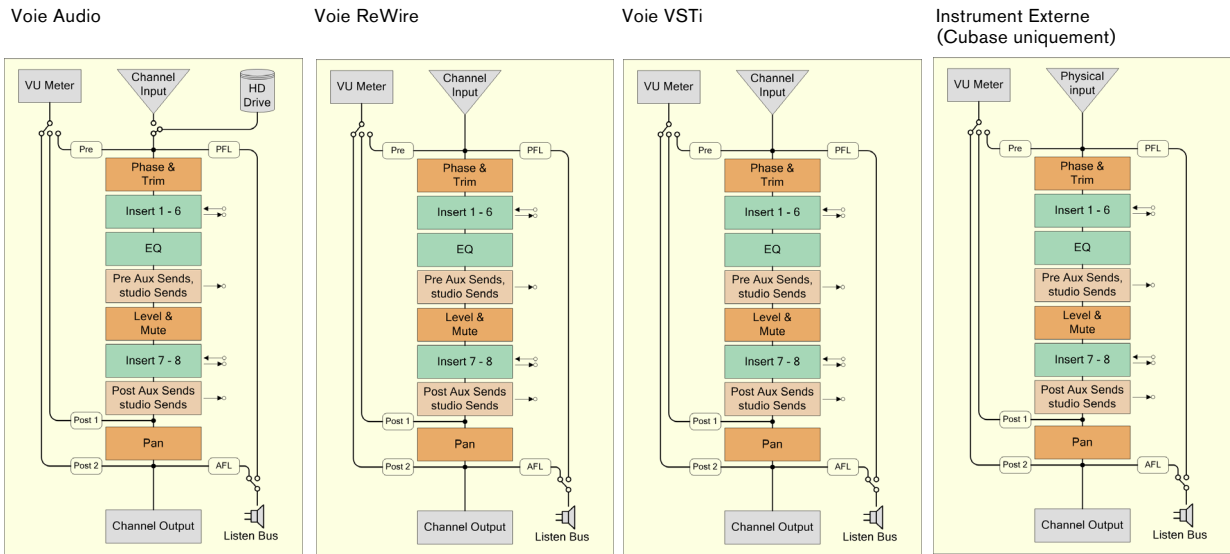 Voie Audio
VU Meter
Channel
Input
HD
Drive
Pre
PFL
Phase &
Trim
Insert 1 - 6
EQ
Pre Aux Sends,
studio Sends
Level &
Mute
Insert 7 - 8
Post Aux Sends
studio Sends
Post 1
Pan
Post 2
AFL
Channel Output
Listen Bus
Voie ReWire
VU Meter
Channel
Input
Pre
PFL
Phase &
Trim
Insert 1 - 6
EQ
Pre Aux Sends,
studio Sends
Level &
Mute
Insert 7 - 8
Post Aux Sends
studio Sends
Post 1
Pan
Post 2
AFL
Channel Output
Listen Bus
Voie VSTi
VU Meter
Channel
Input
Pre
PFL
Phase &
Trim
Insert 1 - 6
EQ
Pre Aux Sends,
studio Sends
Level &
Mute
Insert 7 - 8
Post Aux Sends
studio Sends
Post 1
Pan
Post 2
AFL
Channel Output
Listen Bus
Instrument Externe
(Cubase uniquement)
VU Meter
Physical
input
Pre
PFL
Phase &
Trim
Insert 1 - 6
EQ
Pre Aux Sends,
studio Sends
Level &
Mute
Insert 7 - 8
Post Aux Sends
studio Sends
Post 1
Pan
Post 2
AFL
Channel Output
Listen Bus